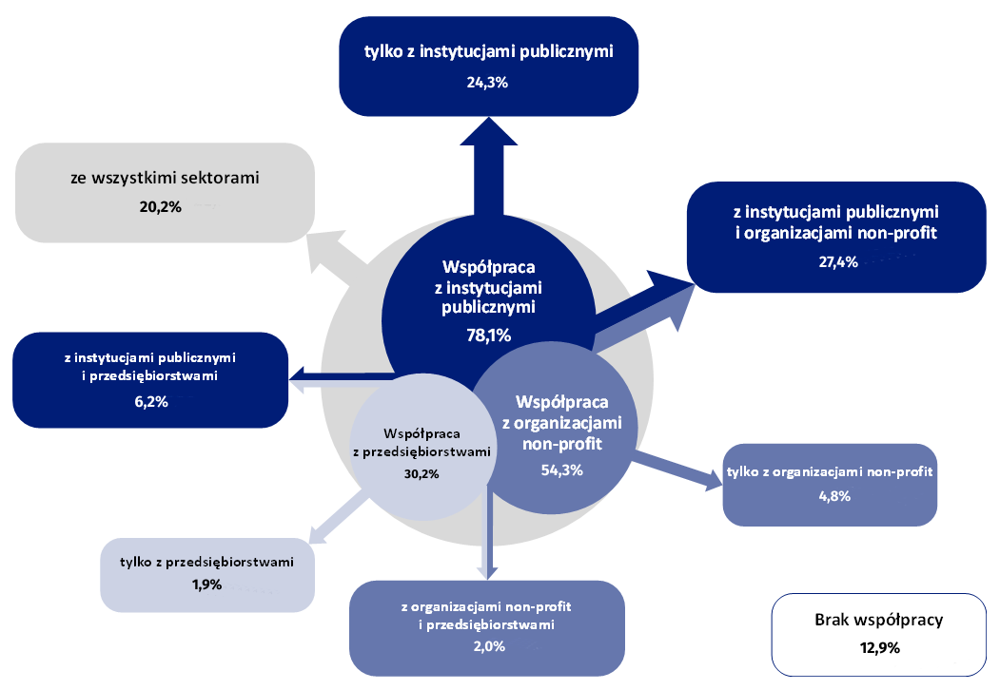 tylko z instytucjami publicznymi
24,3%
ze wszystkimi sektorami
20,2%
z instytucjami publicznymi
i organizacjami non-profit
27,4%
Współpraca
z instytucjami
publicznymi
78,1%
z instytucjami publicznymi
i przedsiębiorstwami
6,2%
Współpraca
z organizacjami
non-profit
54,3%
Współpraca
z przedsiębiorstwami
30,2%
tylko z organizacjami non-profit
4,8%
tylko z przedsiębiorstwami
1,9%
z organizacjami non-profit
i przedsiębiorstwami
2,0%
Brak współpracy
12,9%